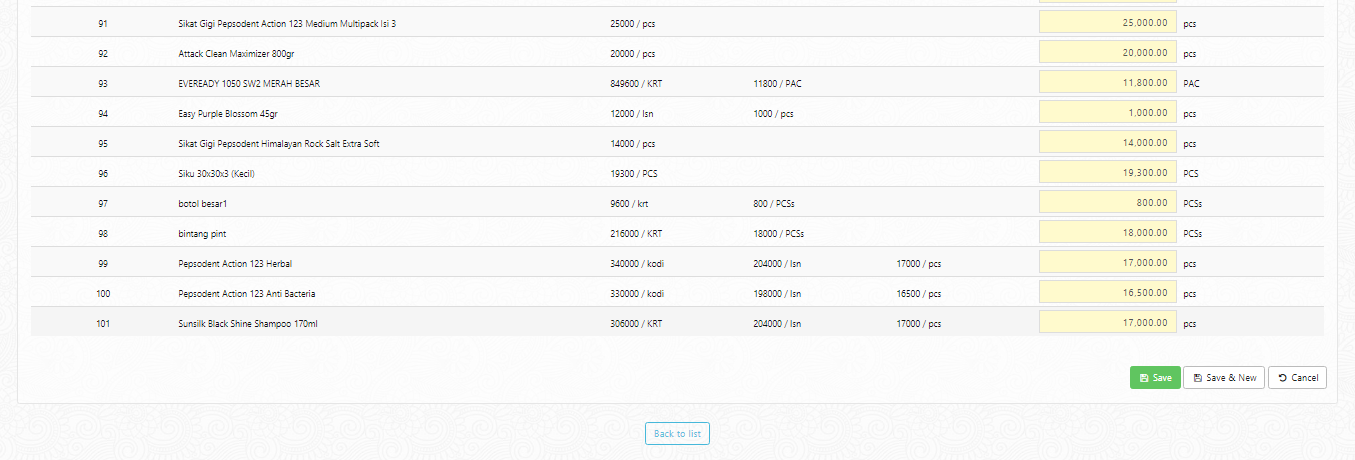 91 Sikat Gigi Pepsodent Action 123 Medium Multipack Isi 3 25000 / pcs 25,000.00 pcs
92 Attack Clean Maximizer 800gr 20000 / pcs 20,000.00 pcs
93 EVEREADY 1050 SW2 MERAH BESAR 849600 / KRT 11800 / PAC 11,800.00 PAC
94 Easy Purple Blossom 45gr 12000 / lsn 1000 / pcs 1,000.00 pcs
95 Sikat Gigi Pepsodent Himalayan Rock Salt Extra Soft 14000 / pcs 14,000.00 pcs
96 Siku 30x30x3 (Kecil) 19300 / PCS 19,300.00 PCS
97 botol besar1 9600 / krt 800 / PCSs 800.00 PCSs
98 bintang pint 216000 / KRT 18000 / PCSs 18,000.00 PCSs
99 Pepsodent Action 123 Herbal 340000 / kodi 204000 / lsn 17000 / pcs 17,000.00 pcs
100 Pepsodent Action 123 Anti Bacteria 330000 / kodi 198000 / lsn 16500 / pcs 16,500.00 pcs
101 Sunsilk Black Shine Shampoo 170ml 306000 / KRT 204000 / lsn 17000 / pcs 17,000.00 pcs
Save Save & New Cancel
Back to list